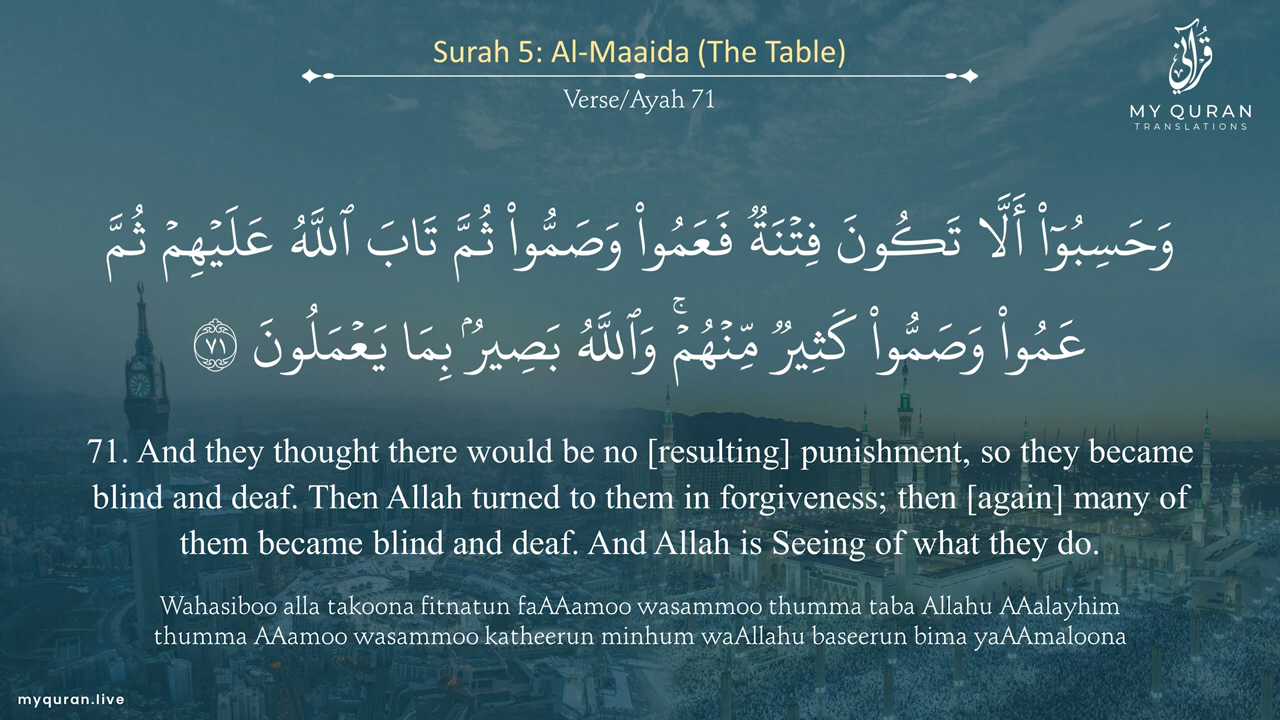 Surah 5: Al-Maaida (The Table)
Verse/Ayah 71
قرآني
MY QURAN
TRANSLATIONS
وَحَسِبُوٓا۟ أَلَّا تَكُونَ فِتْنَةٌۭ فَعَمُوا۟ وَصَمُّوا۟ ثُمَّ تَابَ ٱللَّهُ عَلَيْهِمْ ثُمَّ
عَمُوا۟ وَصَمُّوا۟ كَثِيرٌۭ مِّنْهُمْ ۚ وَٱللَّهُ بَصِيرٌۢ بِمَا يَعْمَلُونَ ۝٧١
71. And they thought there would be no [resulting] punishment, so they became
blind and deaf. Then Allah turned to them in forgiveness; then [again] many of
them became blind and deaf. And Allah is Seeing of what they do.
Wahasiboo alla takoona fitnatun faAAamoo wasammoo thumma taba Allahu AAalayhim
thumma AAamoo wasammoo katheerun minhum waAllahu baseerun bima yaAAmaloona
myquran.live